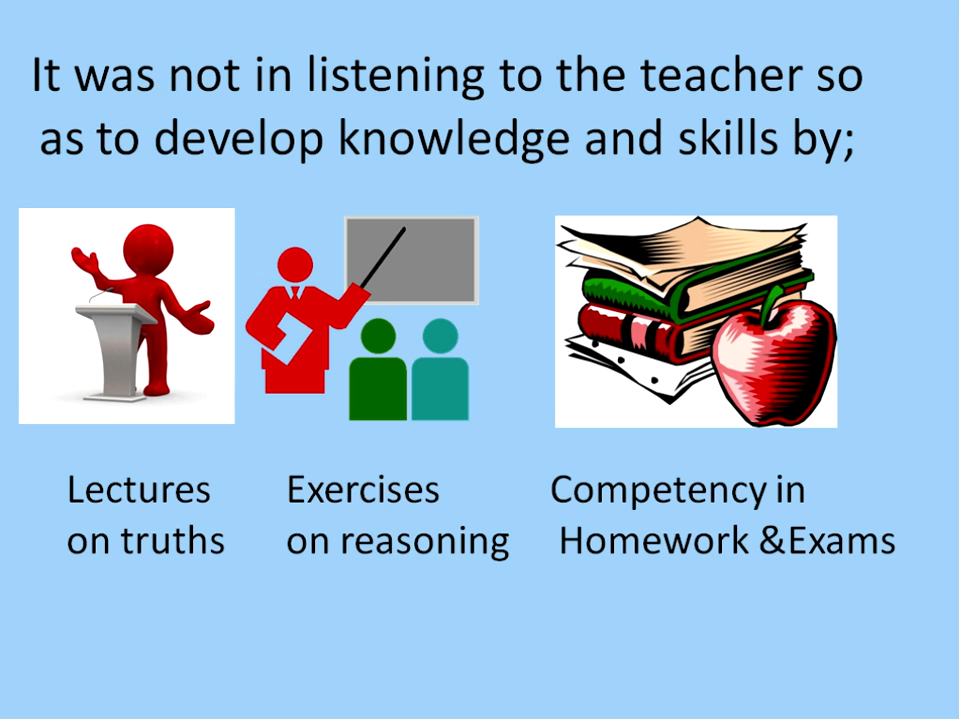 It was not in listening to the teacher so
as to develop knowledge and skills by;
Lectures
on truths
Exercises
on reasoning
Competency in
Homework &Exams